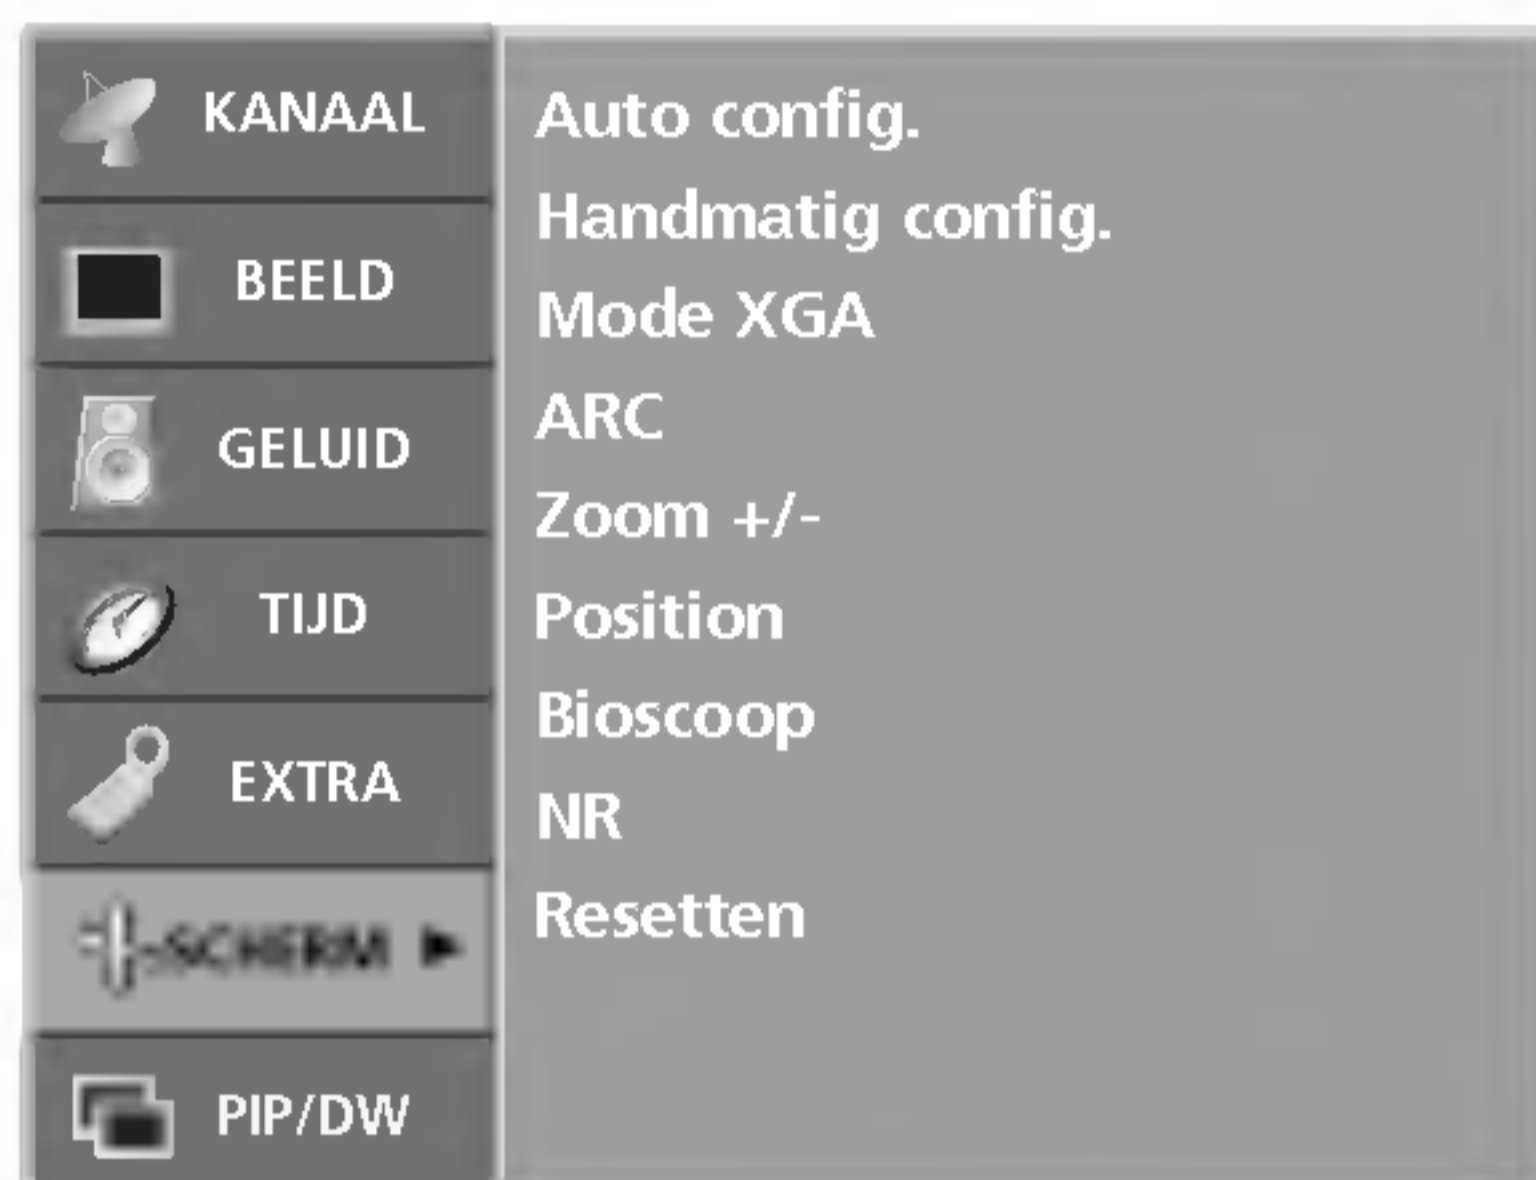 KANAAL
BEELD
GELUID
TIJD
EXTRA
SCHERM
PIP/DW
Auto config.
Handmatig config.
Mode XGA
ARC
Zoom +/-
Position
Bioscoop
NR
Resetten